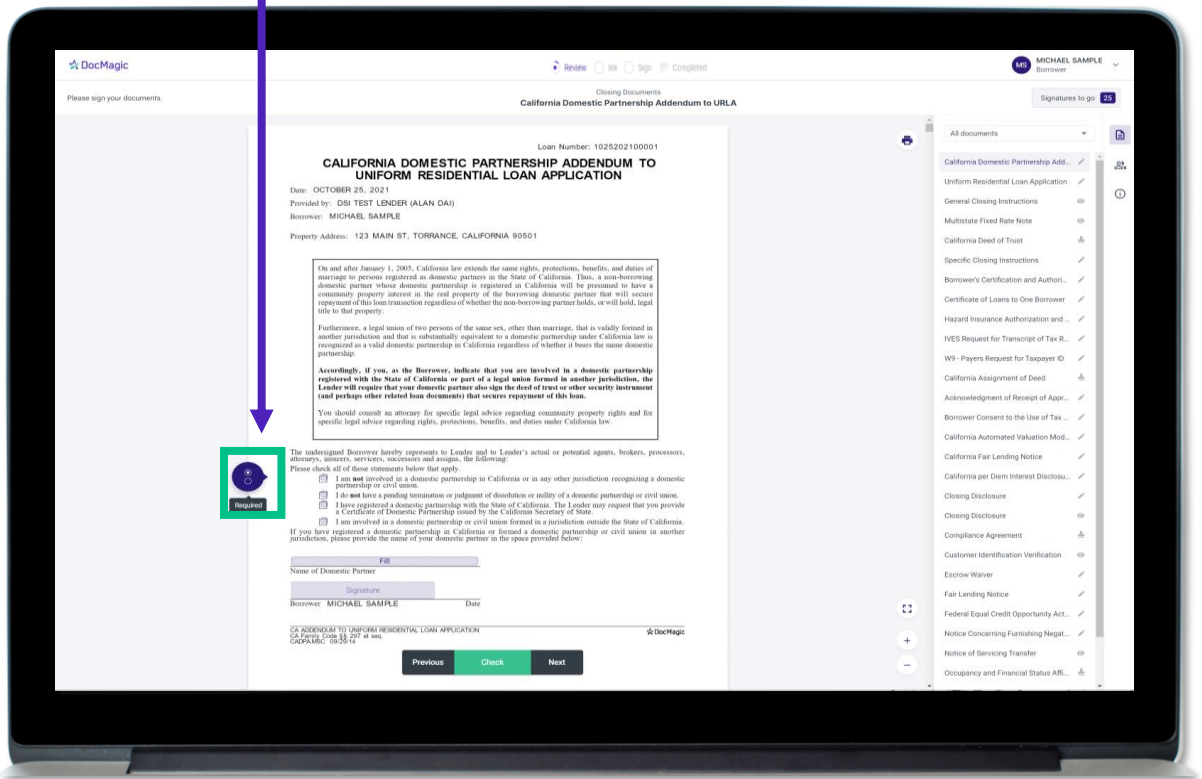 DocMagic
Review Ink Sign Completed
MS
MICHAEL SAMPLE
Borrower
Please sign your documents.
Closing Documents
California Domestic Partnership Addendum to URLA
Signatures to go 25
Loan Number: 1025202100001
CALIFORNIA DOMESTIC PARTNERSHIP ADDENDUM TO
UNIFORM RESIDENTIAL LOAN APPLICATION
Date: OCTOBER 25, 2021
Provided by: DSI TEST LENDER (ALAN DAI)
Borrower: MICHAEL SAMPLE
Property Address: 123 MAIN ST, TORRANCE, CALIFORNIA 90501
On and after January 1, 2005, California law extends the same rights, protections, benefits, and duties of
marriage to persons registered as domestic partners in the State of California. Thus, a non-borrowing
domestic partner whose domestic partnership is registered in California will be presumed to have a
community property interest in the real property of the borrowing domestic partner that will secure
repayment of this loan transaction regardless of whether the non-borrowing partner holds, or will hold, legal
title to that property.
Furthermore, a legal union of two persons of the same sex, other than marriage, that is validly formed in
another jurisdiction and that is substantially equivalent to a domestic partnership under California law is
recognized as a valid domestic partnership in California regardless of whether it bears the name domestic
partnership.
Accordingly, if you, as the Borrower, indicate that you are involved in a domestic partnership
registered with the State of California or part of a legal union formed in another jurisdiction, the
Lender will require that your domestic partner also sign the deed of trust or other security instrument
(and perhaps other related loan documents) that secures repayment of this loan.
You should consult an attorney for specific legal advice regarding community property rights and for
specific legal advice regarding rights, protections, benefits, and duties under California law.
The undersigned Borrower hereby represents to Lender and to Lender's actual or potential agents, brokers, processors,
attorneys, insurers, servicers, successors and assigns, the following:
Please check all of those statements below that apply.
I am not involved in a domestic partnership in California or in any other jurisdiction recognizing a domestic
partnership or civil union.
I do not have a pending termination or judgment of dissolution or nullity of a domestic partnership or civil union.
I have registered a domestic partnership with the State of California. The Lender may request that you provide
a Certificate of Domestic Partnership issued by the California Secretary of State.
I am involved in a domestic partnership or civil union formed in a jurisdiction outside the State of California.
If you have registered a domestic partnership in California or formed a domestic partnership or civil union in another
jurisdiction, please provide the name of your domestic partner in the space provided below:
Required
Fill
Name of Domestic Partner
Signature
Borrower MICHAEL SAMPLE Date
CA ADDENDUM TO UNIFORM RESIDENTIAL LOAN APPLICATION
CA Family Code §§ 297 et seq.
CADPA.MSC 09/29/14
DocMagic
Previous Check Next
All documents
California Domestic Partnership Add...
Uniform Residential Loan Application
General Closing Instructions
Multistate Fixed Rate Note
California Deed of Trust
Specific Closing Instructions
Borrower's Certification and Authori...
Certificate of Loans to One Borrower
Hazard Insurance Authorization and ...
IVES Request for Transcript of Tax R...
W9 - Payers Request for Taxpayer ID
California Assignment of Deed
Acknowledgment of Receipt of Appr...
Borrower Consent to the Use of Tax ...
California Automated Valuation Mod...
California Fair Lending Notice
California per Diem Interest Disclosu...
Closing Disclosure
Closing Disclosure
Compliance Agreement
Customer Identification Verification
Escrow Waiver
Fair Lending Notice
Federal Equal Credit Opportunity Act...
Notice Concerning Furnishing Negat...
Notice of Servicing Transfer
Occupancy and Financial Status Affi...